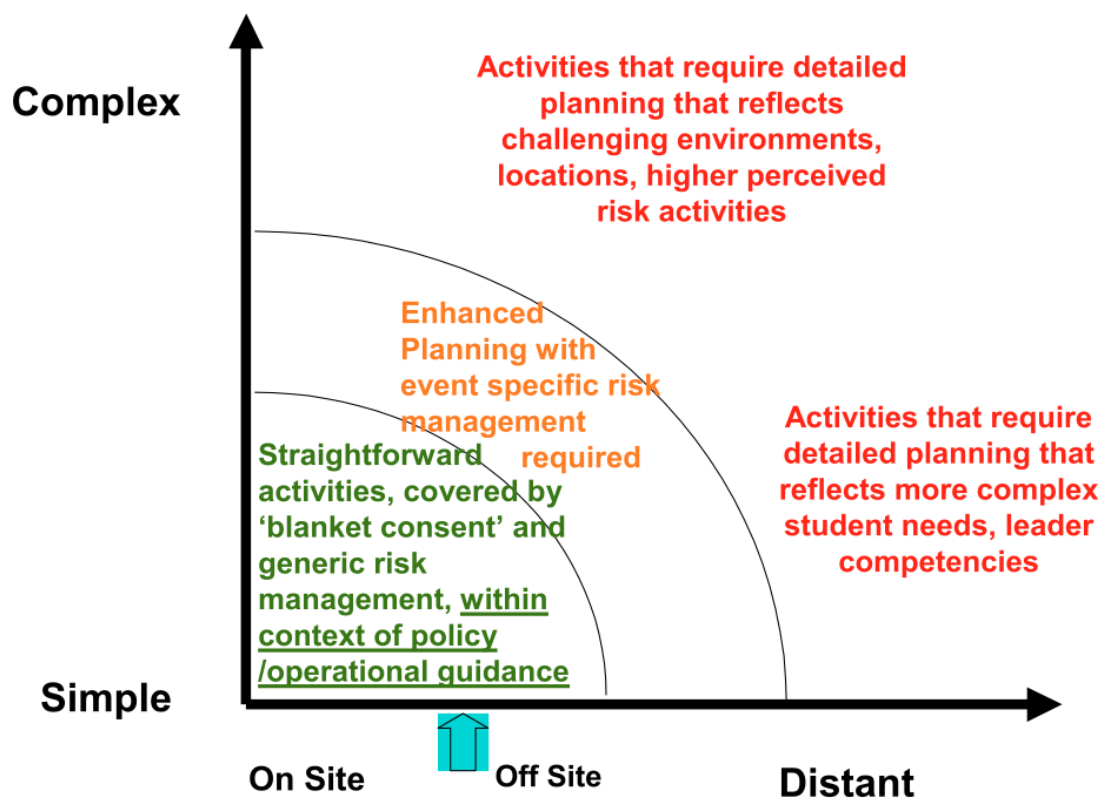 Complex
Activities that require detailed
planning that reflects
challenging environments,
locations, higher perceived
risk activities
Enhanced
Planning with
event specific risk
management
required
Straightforward
activities, covered by
‘blanket consent’ and
generic risk
management, within
context of policy
/operational guidance
Activities that require
detailed planning that
reflects more complex
student needs, leader
competencies
Simple
On Site
Off Site
Distant